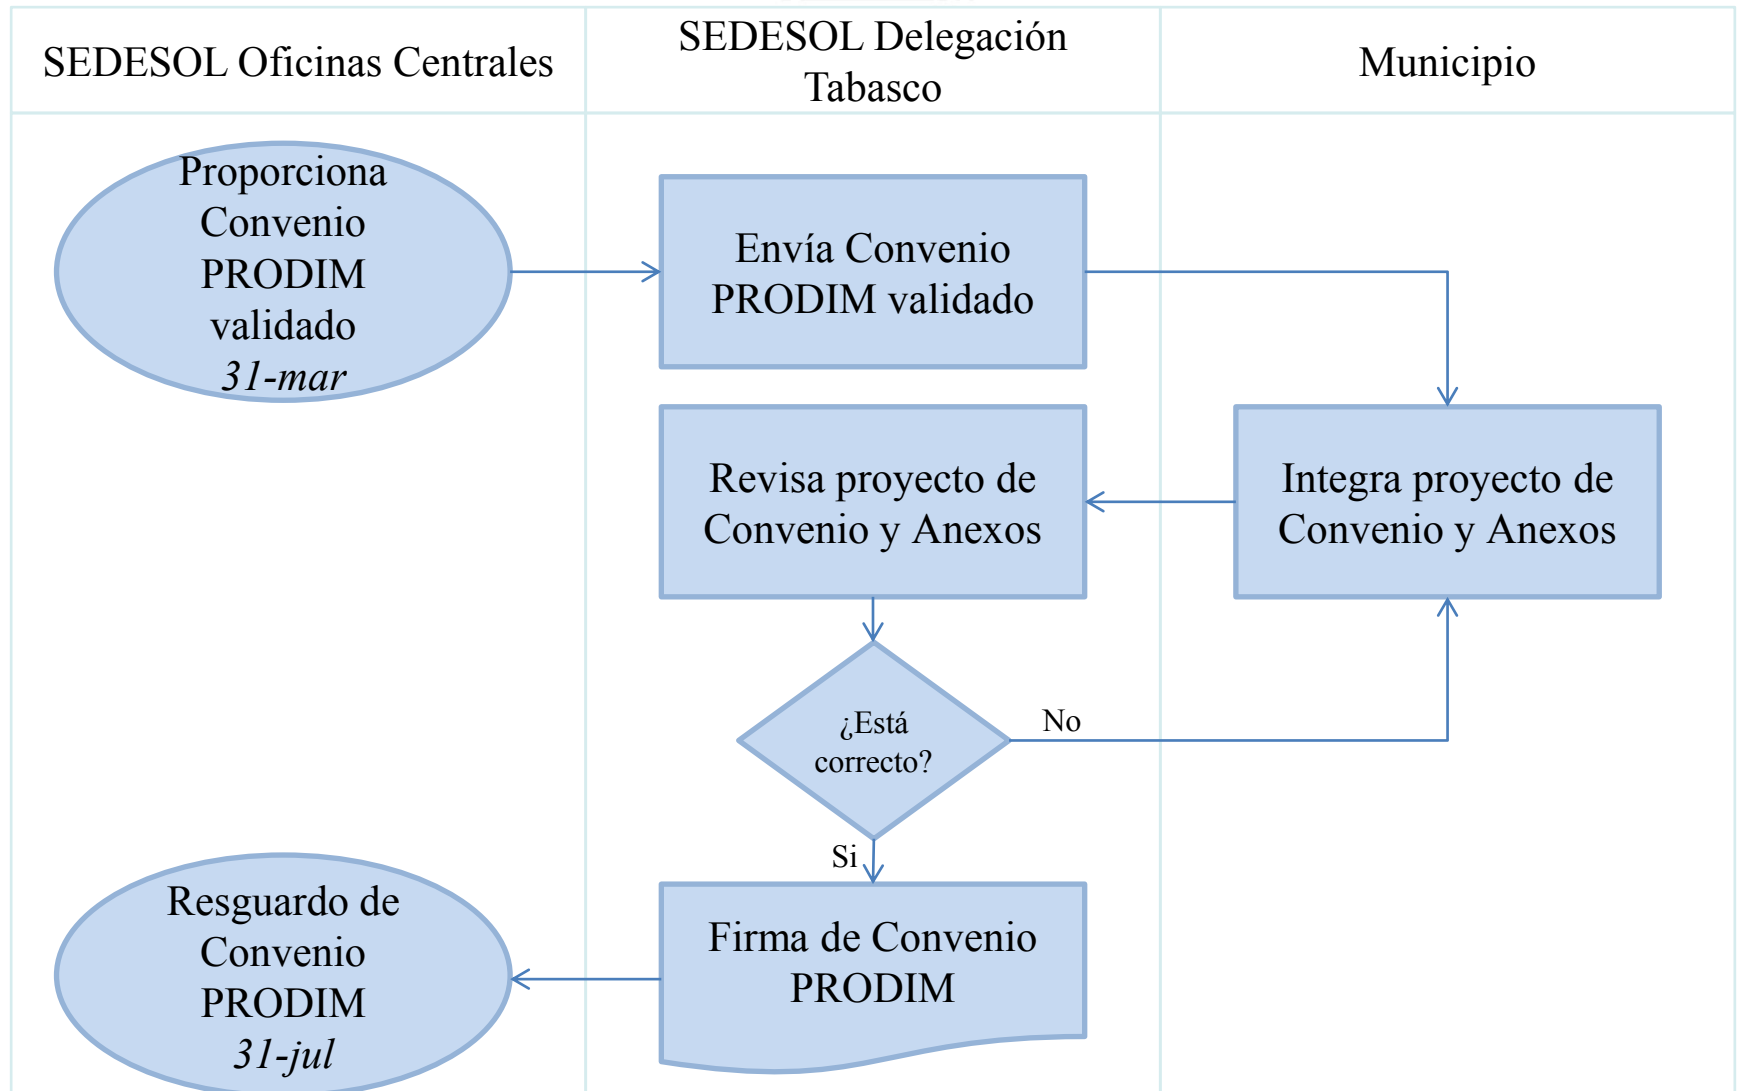 SEDESOL Oficinas Centrales
SEDESOL Delegación
Tabasco
Municipio
Proporciona
Convenio
PRODIM
validado
31-mar
Envía Convenio
PRODIM validado
Revisa proyecto de
Convenio y Anexos
Integra proyecto de
Convenio y Anexos
¿Está
correcto?
No
Si
Resguardo de
Convenio
PRODIM
31-jul
Firma de Convenio
PRODIM